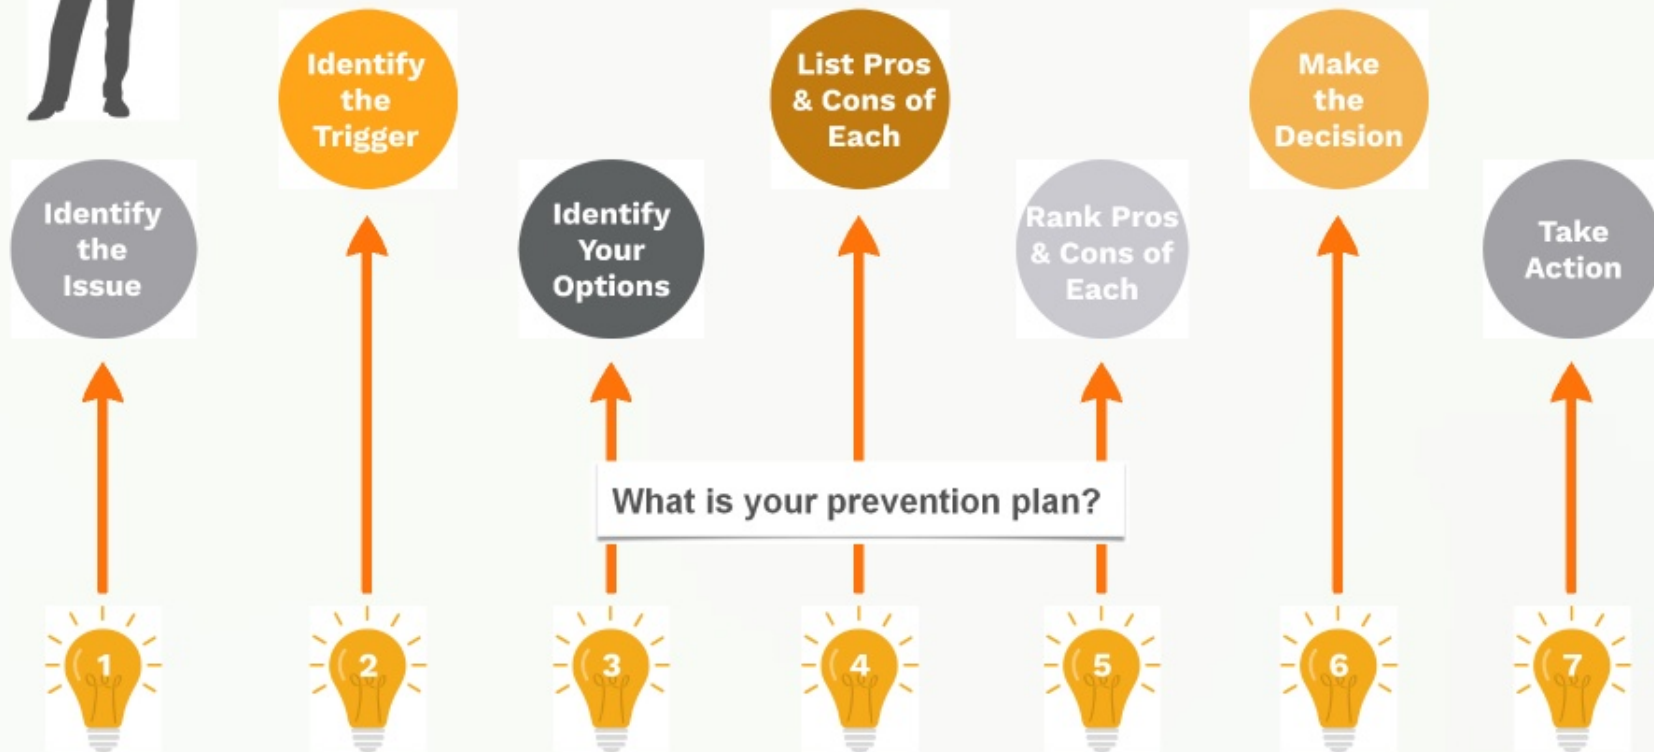 Identify
the
Issue
Identify
the
Trigger
Identify
Your
Options
List Pros
& Cons of
Each
Rank Pros
& Cons of
Each
Make
the
Decision
Take
Action
What is your prevention plan?
1
2
3
4
5
6
7